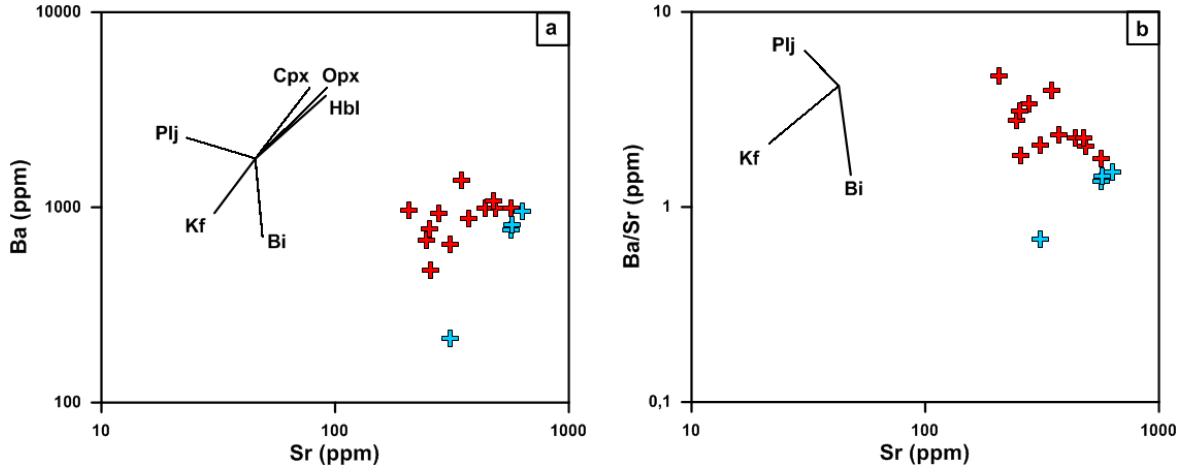 10000
a
Cpx
Opx
Hbl
Plj
Kf
Bi
Ba (ppm)
1000
100
10
100
1000
Sr (ppm)
10
b
Plj
Kf
Bi
Ba/Sr (ppm)
1
0,1
10
100
1000
Sr (ppm)